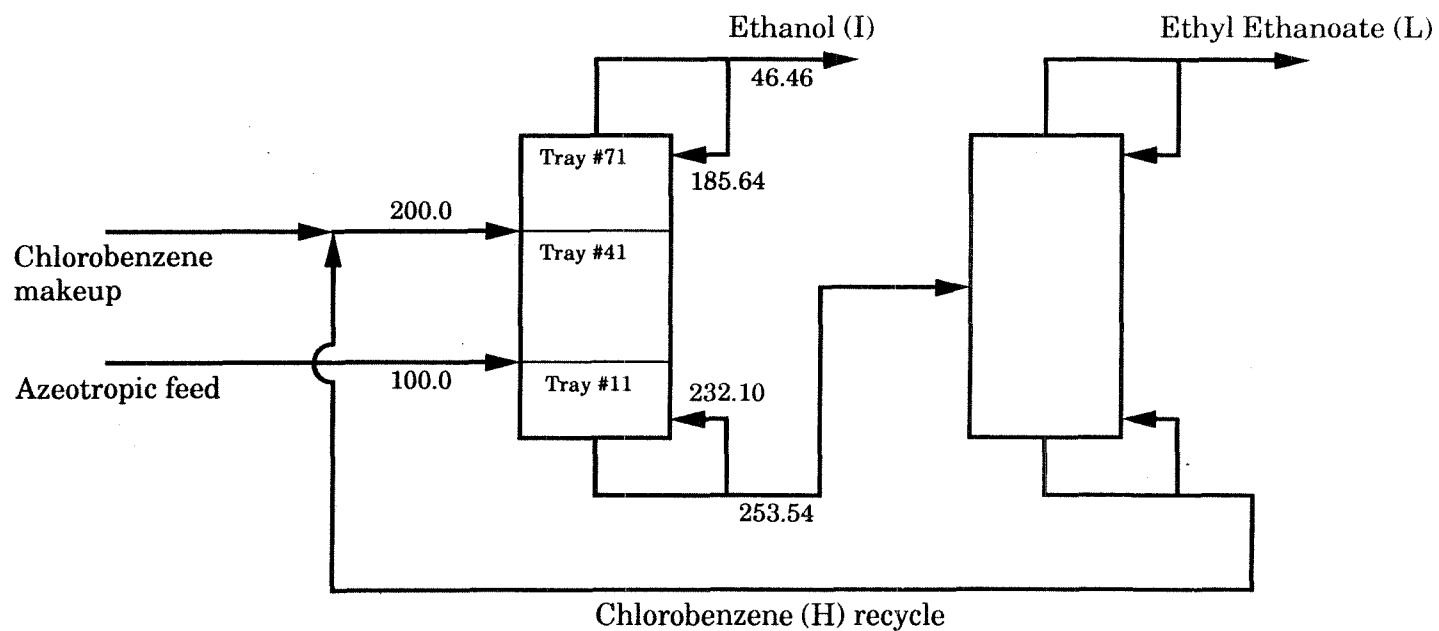 Ethanol (I)
Ethyl Ethanoate (L)
46.46
Tray #71
185.64
200.0
Chlorobenzene
makeup
Tray #41
Azeotropic feed
100.0
Tray #11
232.10
253.54
Chlorobenzene (H) recycle